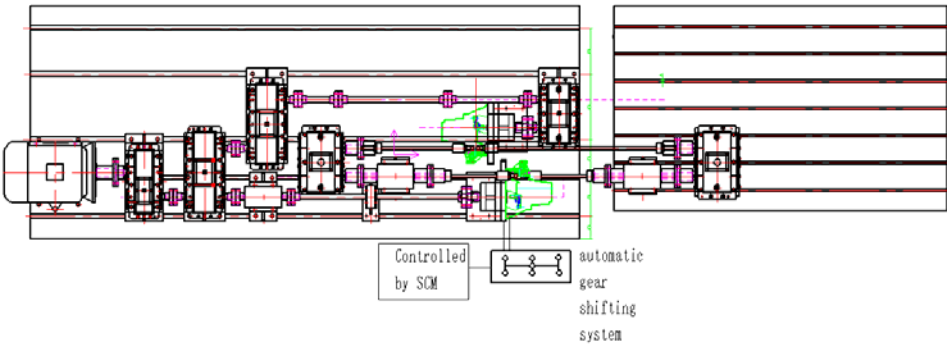 Controlled
by SCM
automatic
gear
shifting
system